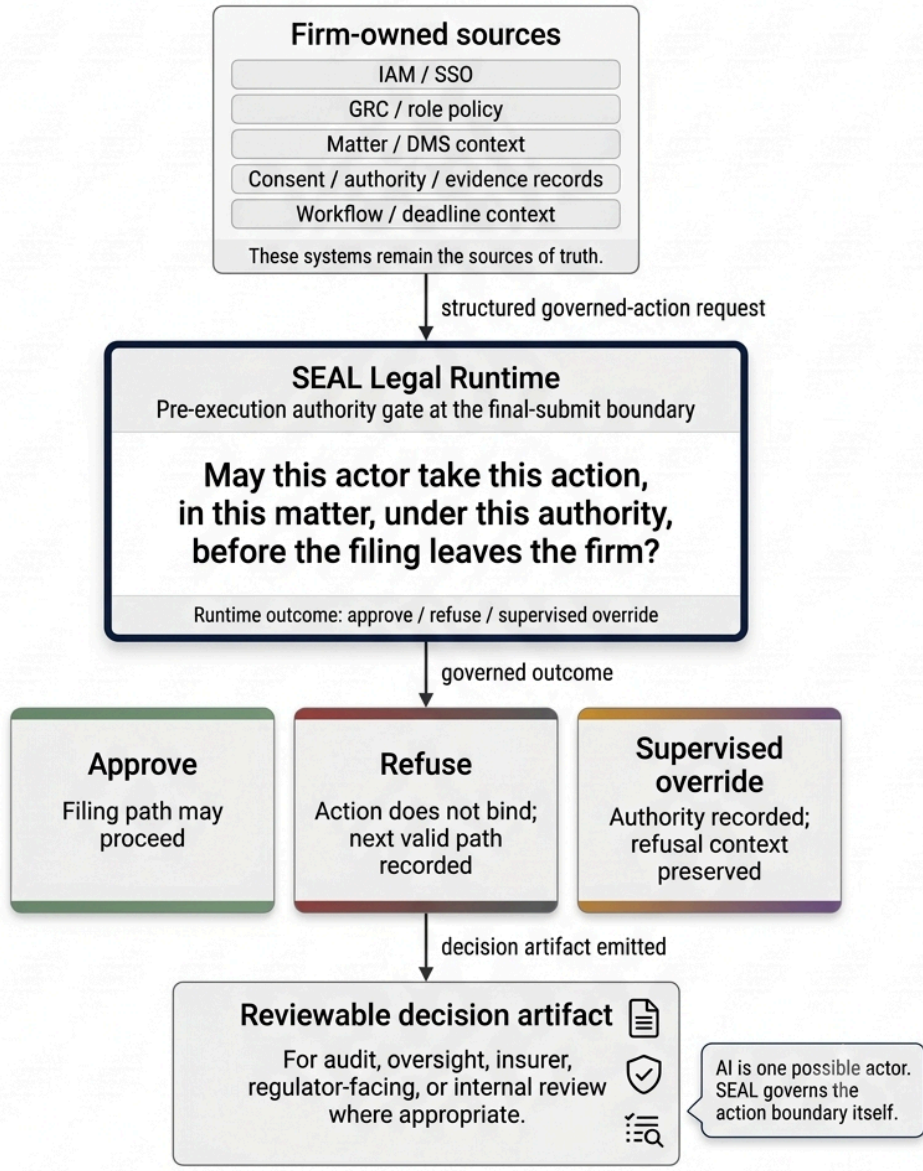 Firm-owned sources
IAM / SSO
GRC / role policy
Matter / DMS context
Consent / authority / evidence records
Workflow / deadline context
These systems remain the sources of truth.
structured governed-action request
SEAL Legal Runtime
Pre-execution authority gate at the final-submit boundary
May this actor take this action,
in this matter, under this authority,
before the filing leaves the firm?
Runtime outcome: approve / refuse / supervised override
governed outcome
Approve
Filing path may
proceed
Refuse
Action does not bind;
next valid path
recorded
Supervised
override
Authority recorded;
refusal context
preserved
decision artifact emitted
Reviewable decision artifact
For audit, oversight, insurer,
regulator-facing, or internal review
where appropriate.
AI is one possible actor.
SEAL governs the
action boundary itself.